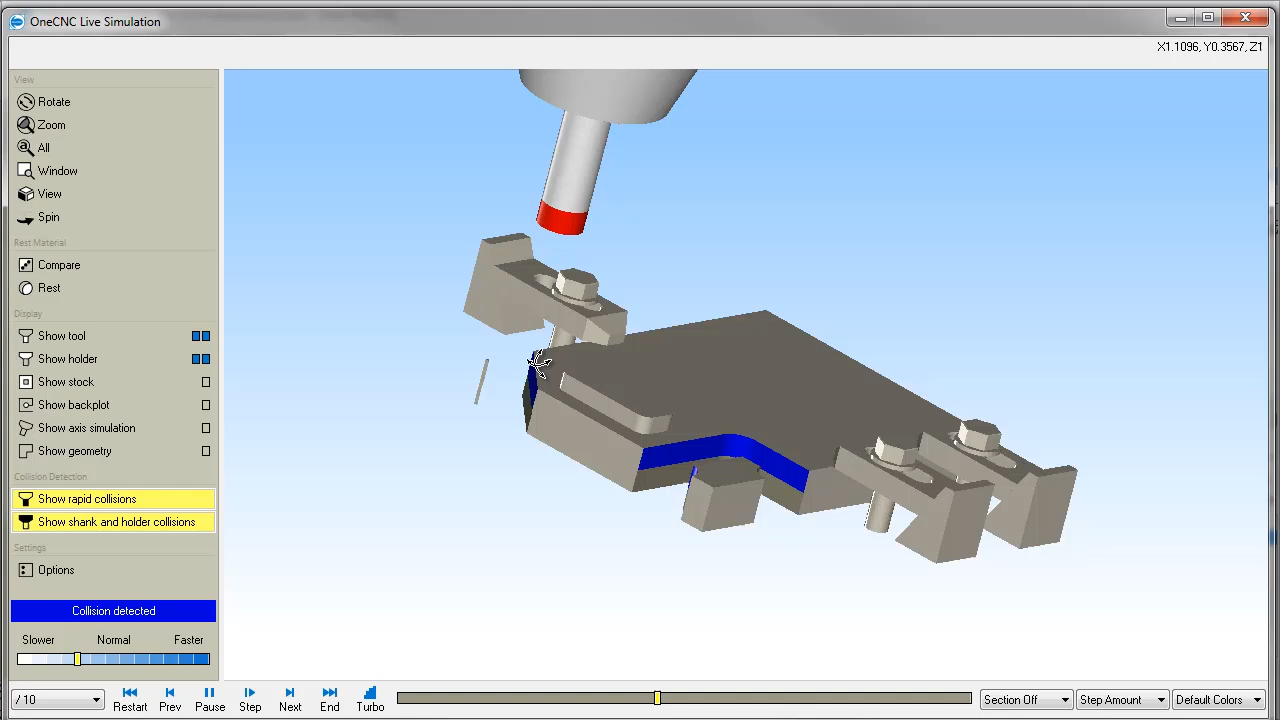 OneCNC Live Simulation
X1.1096, Y0.3567, Z1
View
Rotate
Zoom
All
Window
View
Spin
Rest Material
Compare
Rest
Display
Show tool
Show holder
Show stock
Show backplot
Show axis simulation
Show geometry
Collision Detection
Show rapid collisions
Show shank and holder collisions
Settings
Options
Collision detected
Slower Normal Faster
/ 10
Restart Prev Pause Step Next End Turbo
Section Off Step Amount Default Colors